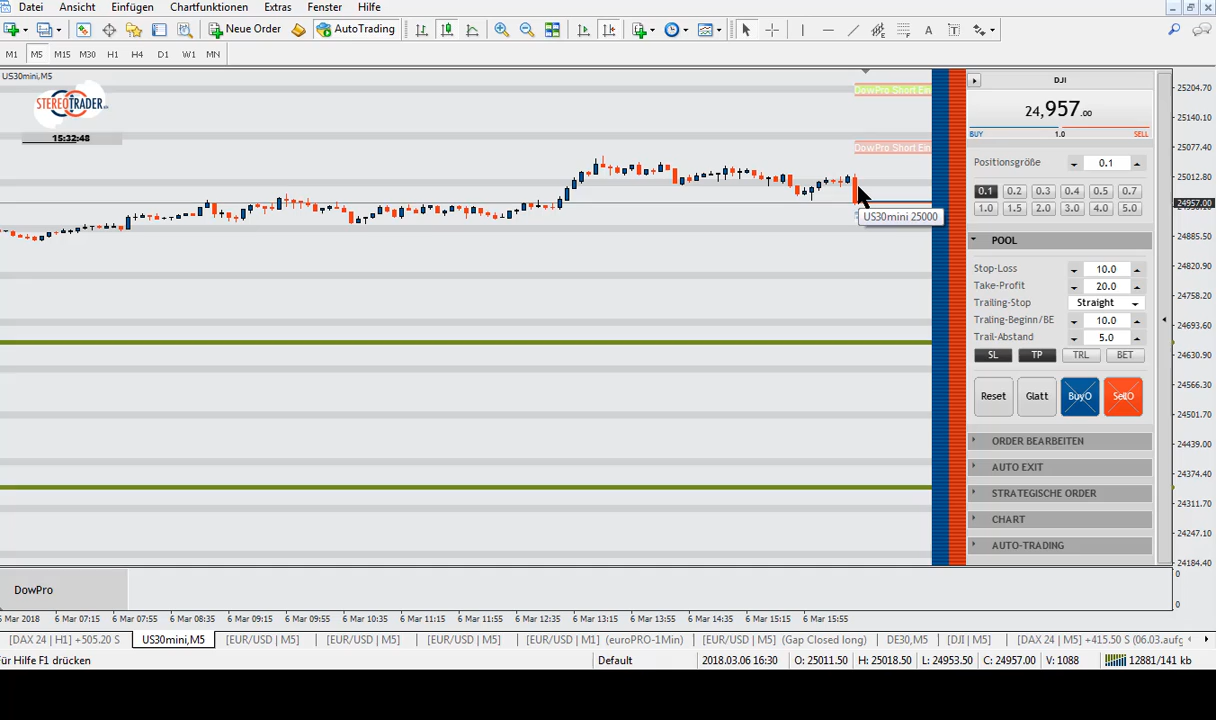 Datei Ansicht Einfügen Chartfunktionen Extras Fenster Hilfe
Neue Order AutoTrading
M1 M5 M15 M30 H1 H4 D1 W1 MN
US30mini,M5
STEREOTRADER
15:32:48
DowPro Short Ein
DowPro Short Ein
US30mini 25000
DJI
24,957.00
BUY 1.0 SELL
Positionsgröße 0.1
0.1 0.2 0.3 0.4 0.5 0.7
1.0 1.5 2.0 3.0 4.0 5.0
POOL
Stop-Loss 10.0
Take-Profit 20.0
Trailing-Stop Straight
Traling-Beginn/BE 10.0
Trail-Abstand 5.0
SL TP TRL BET
Reset Glatt BuyO SellO
ORDER BEARBEITEN
AUTO EXIT
STRATEGISCHE ORDER
CHART
AUTO-TRADING
25204.70
25140.10
25077.40
25012.80
24957.00
24885.50
24820.90
24758.20
24693.60
24630.90
24566.30
24501.70
24439.00
24374.40
24311.70
24247.10
24184.40
0
0
DowPro
6 Mar 2018 6 Mar 07:15 6 Mar 07:55 6 Mar 08:35 6 Mar 09:15 6 Mar 09:55 6 Mar 10:35 6 Mar 11:15 6 Mar 11:55 6 Mar 12:35 6 Mar 13:15 6 Mar 13:55 6 Mar 14:35 6 Mar 15:15 6 Mar 15:55
[DAX 24 | H1] +505.20 S US30mini,M5 [EUR/USD | M5] [EUR/USD | M5] [EUR/USD | M5] [EUR/USD | M1] (euroPRO-1Min) [EUR/USD | M5] (Gap Closed long) DE30,M5 [DJI | M5] [DAX 24 | M5] +415.50 S (06.03.aufg
Für Hilfe F1 drücken Default 2018.03.06 16:30 O: 25011.50 H: 25018.50 L: 24953.50 C: 24957.00 V: 1088 12881/141 kb